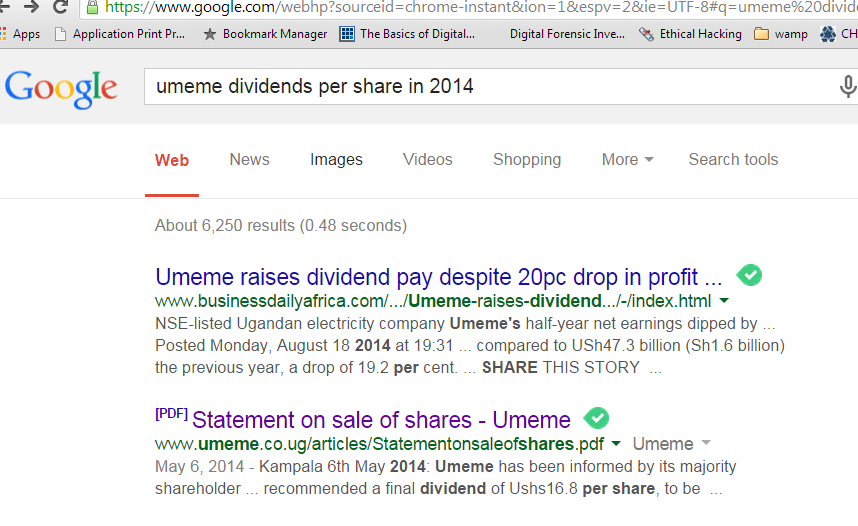 https://www.google.com/webhp?sourceid=chrome-instant&ion=1&espv=2&ie=UTF-8#q=umeme%20divide
Apps Application Print Pr... Bookmark Manager The Basics of Digital... Digital Forensic Inve... Ethical Hacking wamp CH
Google umeme dividends per share in 2014
Web News Images Videos Shopping More Search tools
About 6,250 results (0.48 seconds)
Umeme raises dividend pay despite 20pc drop in profit ...
www.businessdailyafrica.com/.../Umeme-raises-dividend.../-/index.html
NSE-listed Ugandan electricity company Umeme's half-year net earnings dipped by ...
Posted Monday, August 18 2014 at 19:31 ... compared to USh47.3 billion (Sh1.6 billion)
the previous year, a drop of 19.2 per cent. ... SHARE THIS STORY ...
[PDF] Statement on sale of shares - Umeme
www.umeme.co.ug/articles/Statementonsaleofshares.pdf Umeme
May 6, 2014 - Kampala 6th May 2014: Umeme has been informed by its majority
shareholder ... recommended a final dividend of Ushs16.8 per share, to be ...